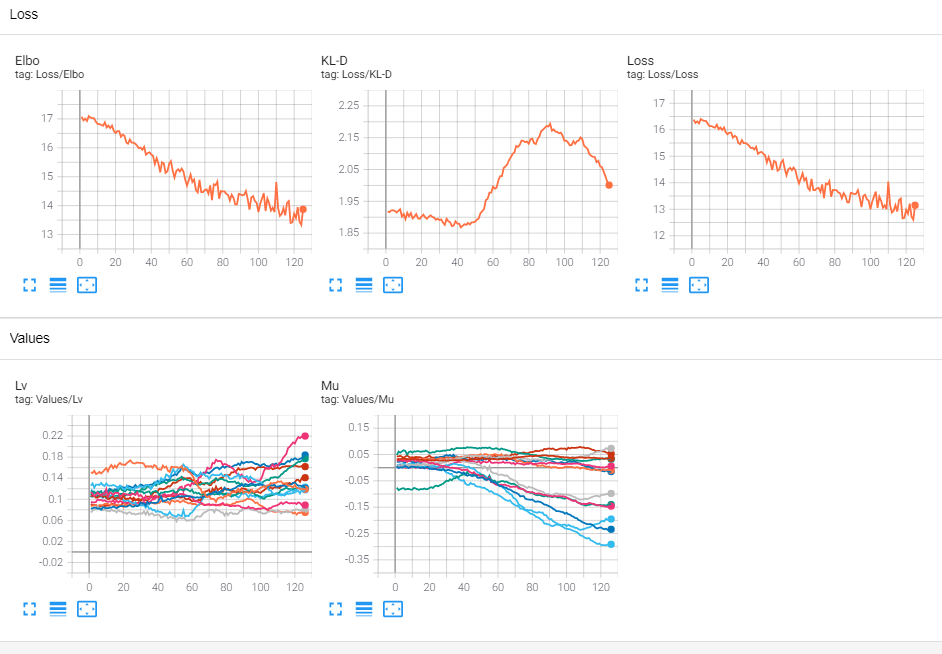 Loss
Elbo
tag: Loss/Elbo
17
16
15
14
13
0 20 40 60 80 100 120
KL-D
tag: Loss/KL-D
2.25
2.15
2.05
1.95
1.85
0 20 40 60 80 100 120
Loss
tag: Loss/Loss
17
16
15
14
13
12
0 20 40 60 80 100 120
Values
Lv
tag: Values/Lv
0.22
0.18
0.14
0.1
0.06
0.02
-0.02
0 20 40 60 80 100 120
Mu
tag: Values/Mu
0.15
0.05
-0.05
-0.15
-0.25
-0.35
0 20 40 60 80 100 120